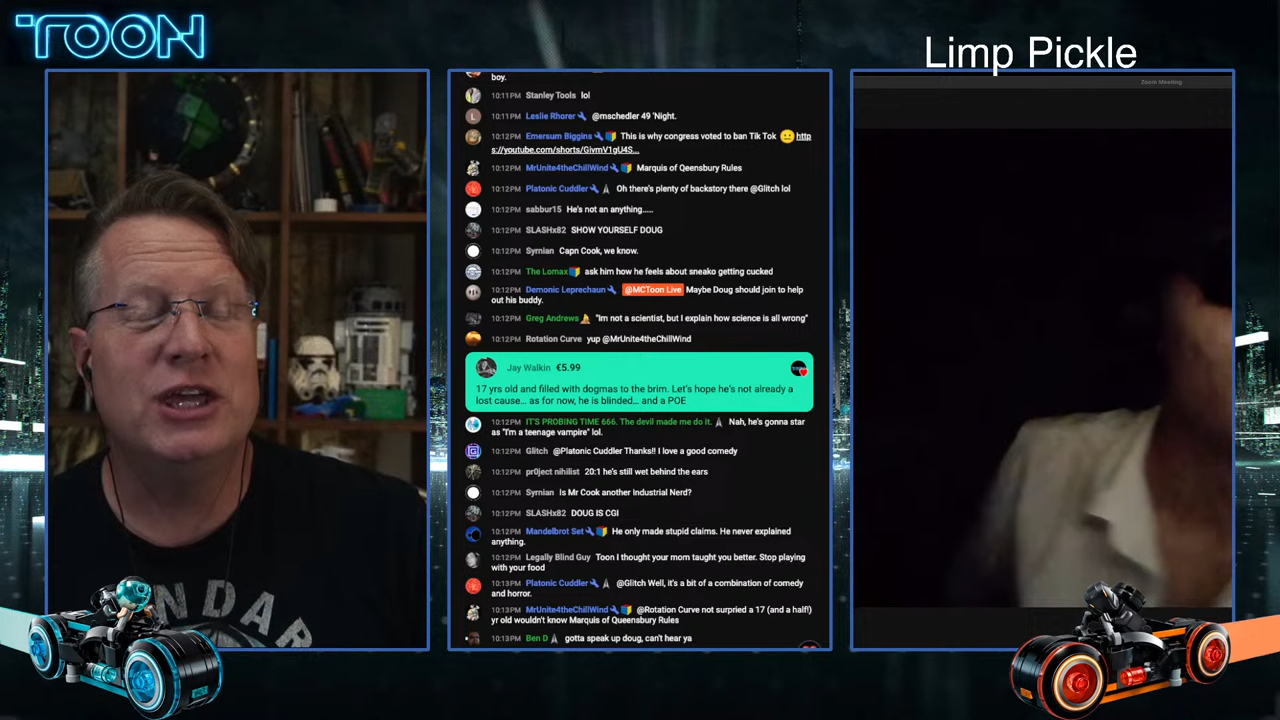 TOON
Limp Pickle
Zoom Meeting
boy.
10:11PM Stanley Tools lol
10:11PM Leslie Rhorer @mschedler 49 'Night.
10:12PM Emersum Biggins This is why congress voted to ban Tik Tok 😐 http
s://youtube.com/shorts/GivmV1gU4S...
10:12PM MrUnite4theChillWind Marquis of Qeensbury Rules
10:12PM Platonic Cuddler Oh there's plenty of backstory there @Glitch lol
10:12PM sabbur15 He's not an anything.....
10:12PM SLASHx82 SHOW YOURSELF DOUG
10:12PM Syrnian Capn Cook, we know.
10:12PM The Lomax ask him how he feels about sneako getting cucked
10:12PM Demonic Leprechaun @MCToon Live Maybe Doug should join to help
out his buddy.
10:12PM Greg Andrews "Im not a scientist, but I explain how science is all wrong"
10:12PM Rotation Curve yup @MrUnite4theChillWind
Jay Walkin €5.99
17 yrs old and filled with dogmas to the brim. Let's hope he's not already a
lost cause... as for now, he is blinded... and a POE
10:12PM IT'S PROBING TIME 666. The devil made me do it. Nah, he's gonna star
as "I'm a teenage vampire" lol.
10:12PM Glitch @Platonic Cuddler Thanks!! I love a good comedy
10:12PM pr0ject nihilist 20:1 he's still wet behind the ears
10:12PM Syrnian Is Mr Cook another Industrial Nerd?
10:12PM SLASHx82 DOUG IS CGI
10:12PM Mandelbrot Set He only made stupid claims. He never explained
anything.
10:12PM Legally Blind Guy Toon I thought your mom taught you better. Stop playing
with your food
10:13PM Platonic Cuddler @Glitch Well, it's a bit of a combination of comedy
and horror.
10:13PM MrUnite4theChillWind @Rotation Curve not surpried a 17 (and a half!)
yr old wouldn't know Marquis of Queensbury Rules
10:13PM Ben D gotta speak up doug, can't hear ya
NDAR